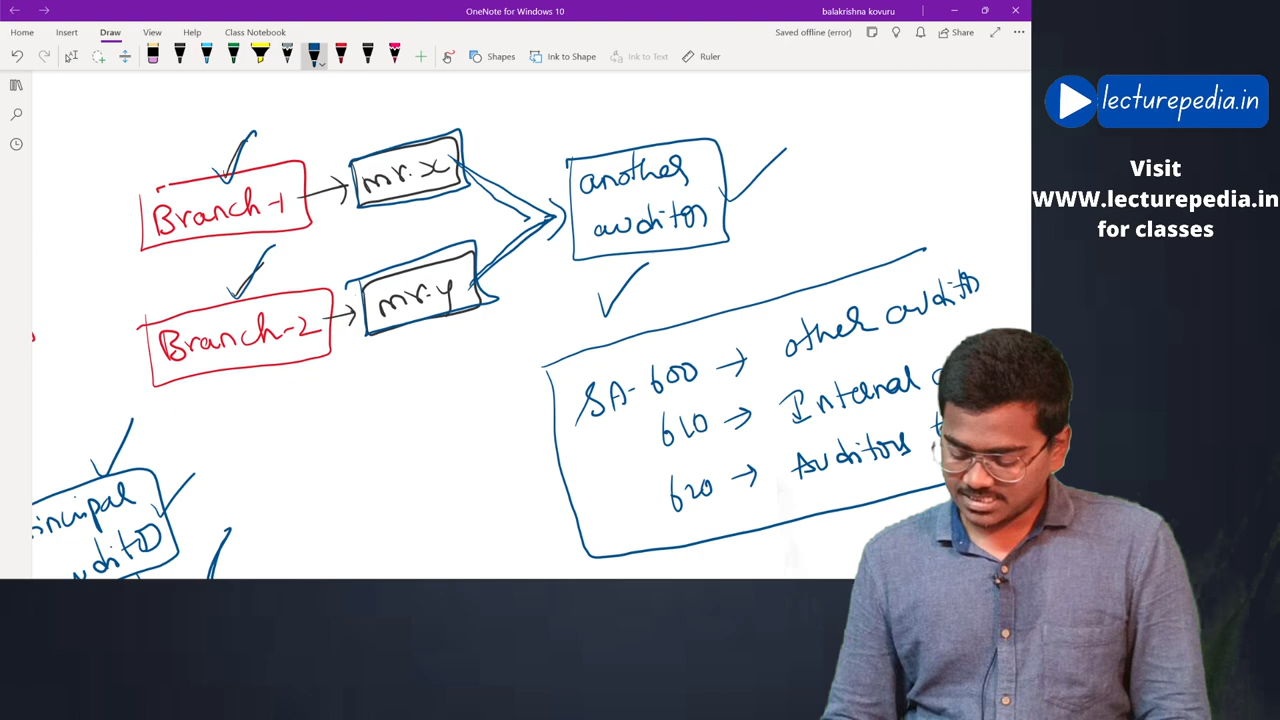 OneNote for Windows 10
balakrishna kovuru
Home Insert Draw View Help Class Notebook
Saved offline (error)
Share
Shapes
Ink to Shape
Ink to Text
Ruler
Branch-1
mr.x
another
auditor
Branch-2
mr.y
SA-600 → other auditor
610 → Internal
620 → Auditors
incipal
uditor
lecturepedia.in
Visit
WWW.lecturepedia.in
for classes